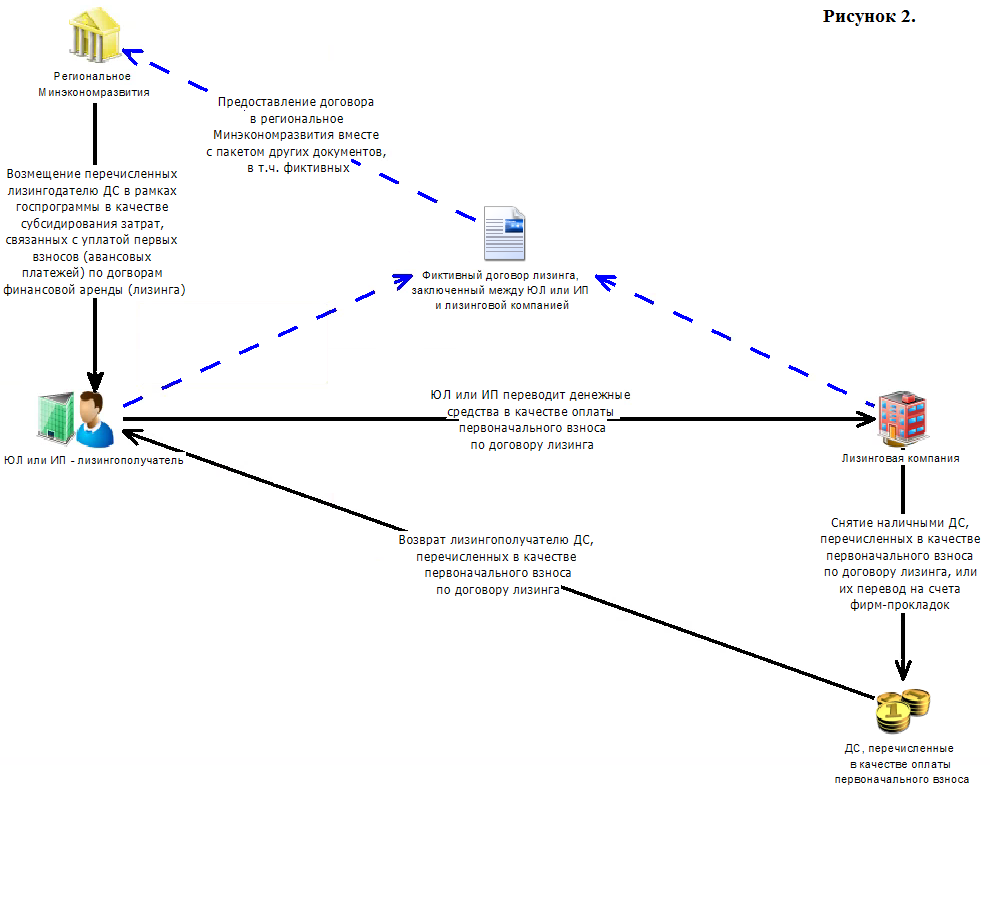 Рисунок 2.
Региональное
Минэкономразвития
Предоставление договора
в региональное
Минэкономразвития вместе
с пакетом других документов,
в т.ч. фиктивных
Возмещение перечисленных
лизингодателю ДС в рамках
госпрограммы в качестве
субсидирования затрат,
связанных с уплатой первых
взносов (авансовых
платежей) по догворам
финансовой аренды (лизинга)
Фиктивный договор лизинга,
заключенный между ЮЛ или ИП
и лизинговой компанией
ЮЛ или ИП переводит денежные
средства в качестве оплаты
первоначального взноса
по договору лизинга
ЮЛ или ИП - лизингополучатель
Лизинговая компания
Снятие наличными ДС,
перечисленных в качестве
первоначального взноса
по договору лизинга, или
их перевод на счета
фирм-прокладок
Возврат лизингополучателю ДС,
перечисленных в качестве
первоначального взноса
по договору лизинга
ДС, перечисленные
в качестве оплаты
первоначального взноса